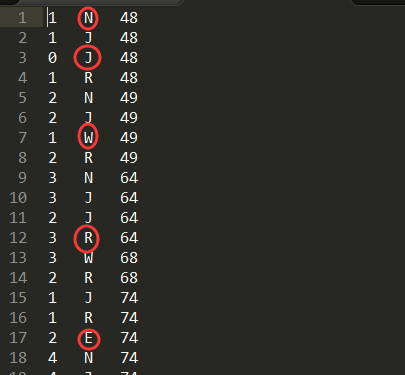 1 1 N 48
2 1 J 48
3 0 J 48
4 1 R 48
5 2 N 49
6 2 J 49
7 1 W 49
8 2 R 49
9 3 N 64
10 3 J 64
11 2 J 64
12 3 R 64
13 3 W 68
14 2 R 68
15 1 J 74
16 1 R 74
17 2 E 74
18 4 N 74